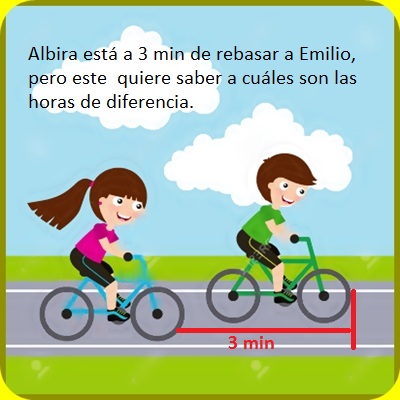 Albira está a 3 min de rebasar a Emilio,
pero este  quiere saber a cuáles son las
horas de diferencia.
3 min